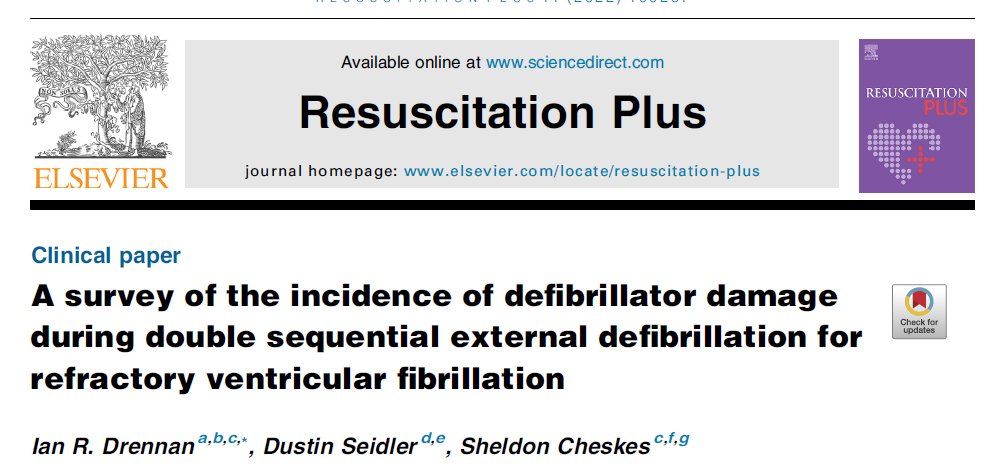 Available online at www.sciencedirect.com
Resuscitation Plus
journal homepage: www.elsevier.com/locate/resuscitation-plus
ELSEVIER
ELSEVIER
RESUSCITATION
PLUS
Clinical paper
A survey of the incidence of defibrillator damage
during double sequential external defibrillation for
refractory ventricular fibrillation
Check for
updates
Ian R. Drennan a,b,c,*, Dustin Seidler d,e, Sheldon Cheskes c,f,g